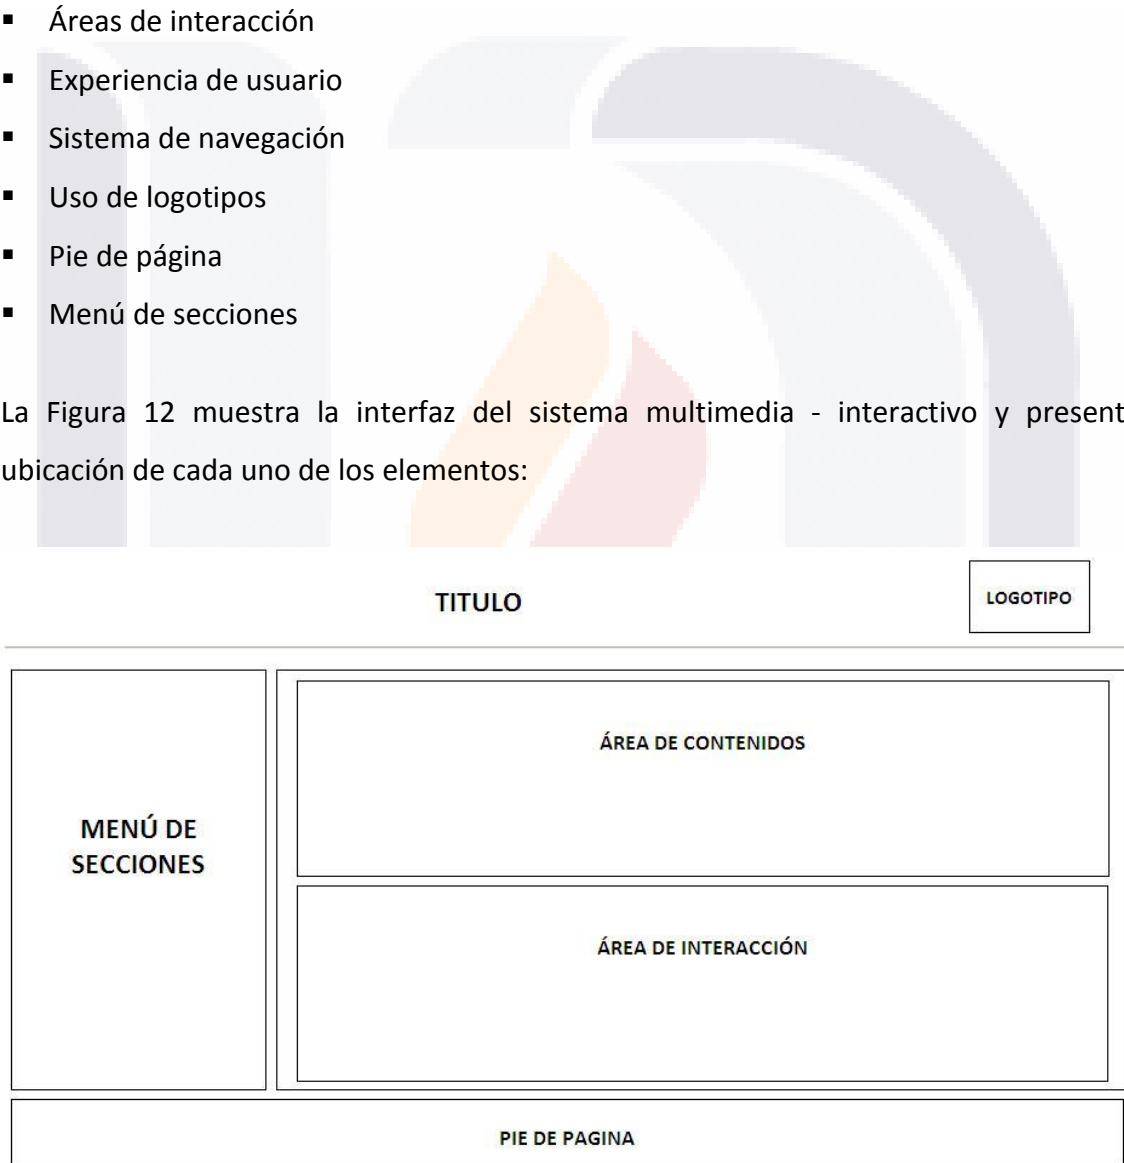 ▪ Áreas de interacción
▪ Experiencia de usuario
▪ Sistema de navegación
▪ Uso de logotipos
▪ Pie de página
▪ Menú de secciones
La Figura 12 muestra la interfaz del sistema multimedia - interactivo y present
ubicación de cada uno de los elementos:
TITULO
LOGOTIPO
MENÚ DE
SECCIONES
ÁREA DE CONTENIDOS
ÁREA DE INTERACCIÓN
PIE DE PAGINA